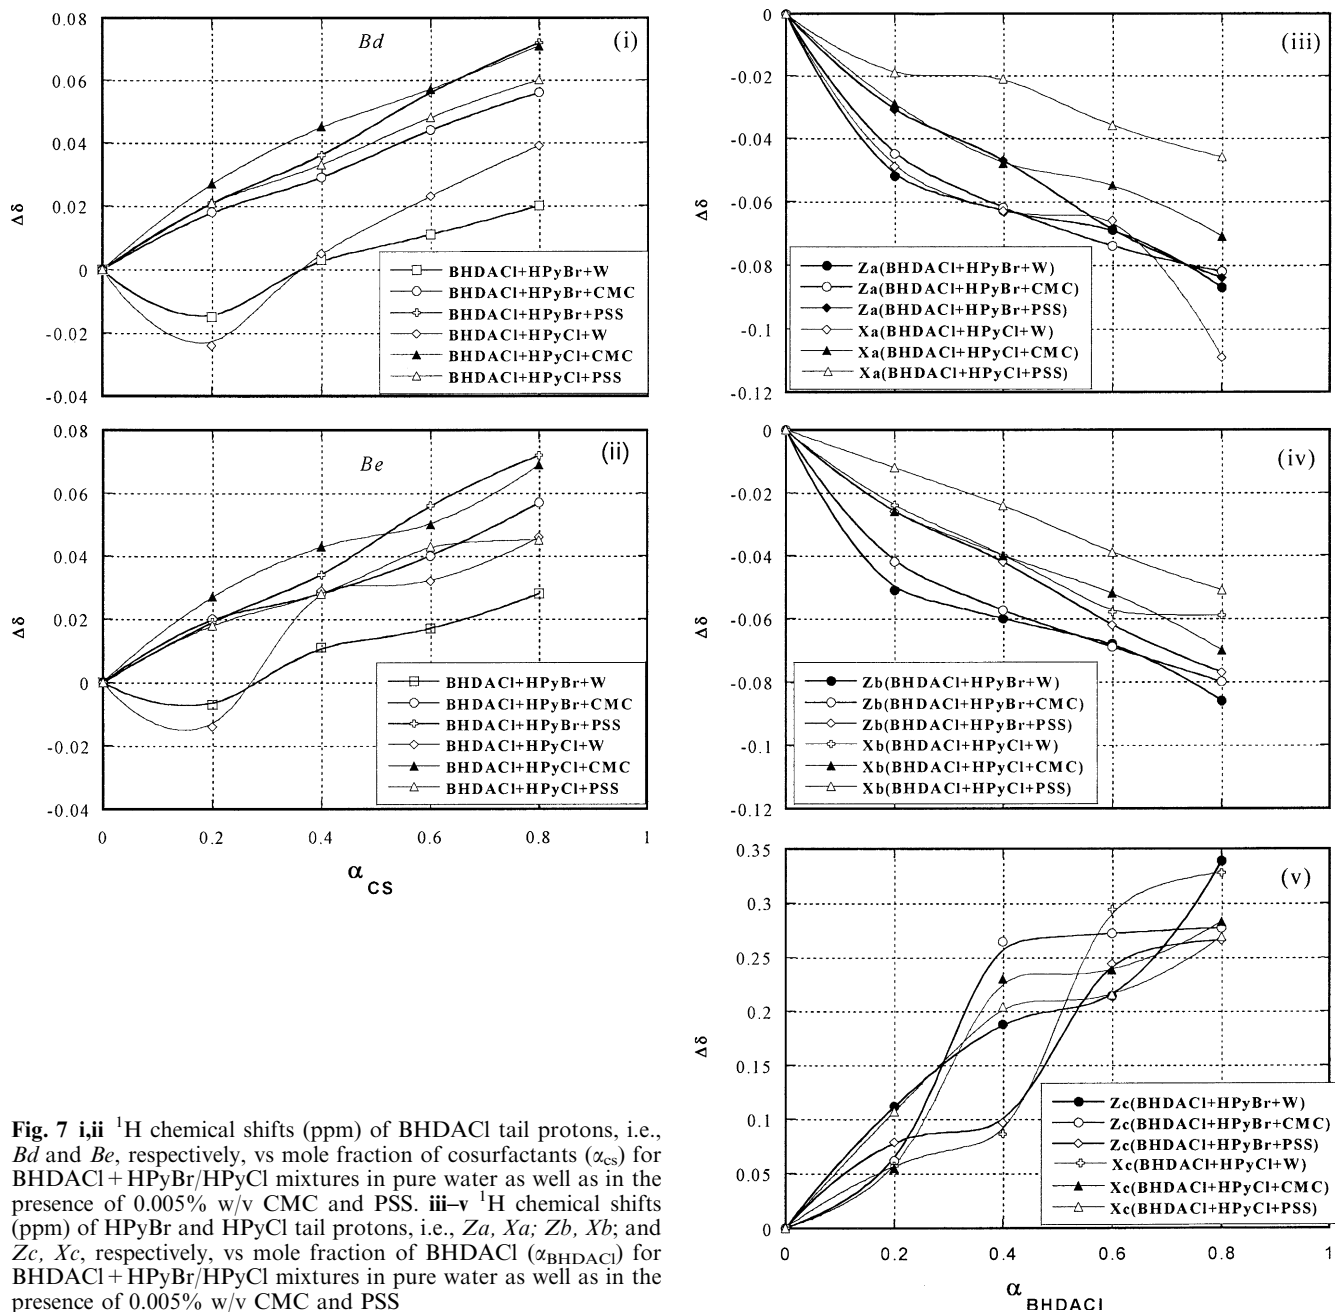 Bd
(i)
0.08
0.06
0.04
0.02
0
-0.02
-0.04
Δδ
BHDACl+HPyBr+W
BHDACl+HPyBr+CMC
BHDACl+HPyBr+PSS
BHDACl+HPyCl+W
BHDACl+HPyCl+CMC
BHDACl+HPyCl+PSS
Be
(ii)
0.08
0.06
0.04
0.02
0
-0.02
-0.04
Δδ
BHDACl+HPyBr+W
BHDACl+HPyBr+CMC
BHDACl+HPyBr+PSS
BHDACl+HPyCl+W
BHDACl+HPyCl+CMC
BHDACl+HPyCl+PSS
0 0.2 0.4 0.6 0.8 1
α CS
Fig. 7 i,ii ¹H chemical shifts (ppm) of BHDACl tail protons, i.e.,
Bd and Be, respectively, vs mole fraction of cosurfactants (αcs) for
BHDACl + HPyBr/HPyCl mixtures in pure water as well as in the
presence of 0.005% w/v CMC and PSS. iii–v ¹H chemical shifts
(ppm) of HPyBr and HPyCl tail protons, i.e., Za, Xa; Zb, Xb; and
Zc, Xc, respectively, vs mole fraction of BHDACl (αBHDACl) for
BHDACl + HPyBr/HPyCl mixtures in pure water as well as in the
presence of 0.005% w/v CMC and PSS
(iii)
0
-0.02
-0.04
-0.06
-0.08
-0.1
-0.12
Δδ
Za(BHDACl+HPyBr+W)
Za(BHDACl+HPyBr+CMC)
Za(BHDACl+HPyBr+PSS)
Xa(BHDACl+HPyCl+W)
Xa(BHDACl+HPyCl+CMC)
Xa(BHDACl+HPyCl+PSS)
(iv)
0
-0.02
-0.04
-0.06
-0.08
-0.1
-0.12
Δδ
Zb(BHDACl+HPyBr+W)
Zb(BHDACl+HPyBr+CMC)
Zb(BHDACl+HPyBr+PSS)
Xb(BHDACl+HPyCl+W)
Xb(BHDACl+HPyCl+CMC)
Xb(BHDACl+HPyCl+PSS)
(v)
0.35
0.3
0.25
0.2
0.15
0.1
0.05
0
Δδ
Zc(BHDACl+HPyBr+W)
Zc(BHDACl+HPyBr+CMC)
Zc(BHDACl+HPyBr+PSS)
Xc(BHDACl+HPyCl+W)
Xc(BHDACl+HPyCl+CMC)
Xc(BHDACl+HPyCl+PSS)
0 0.2 0.4 0.6 0.8 1
α BHDACl